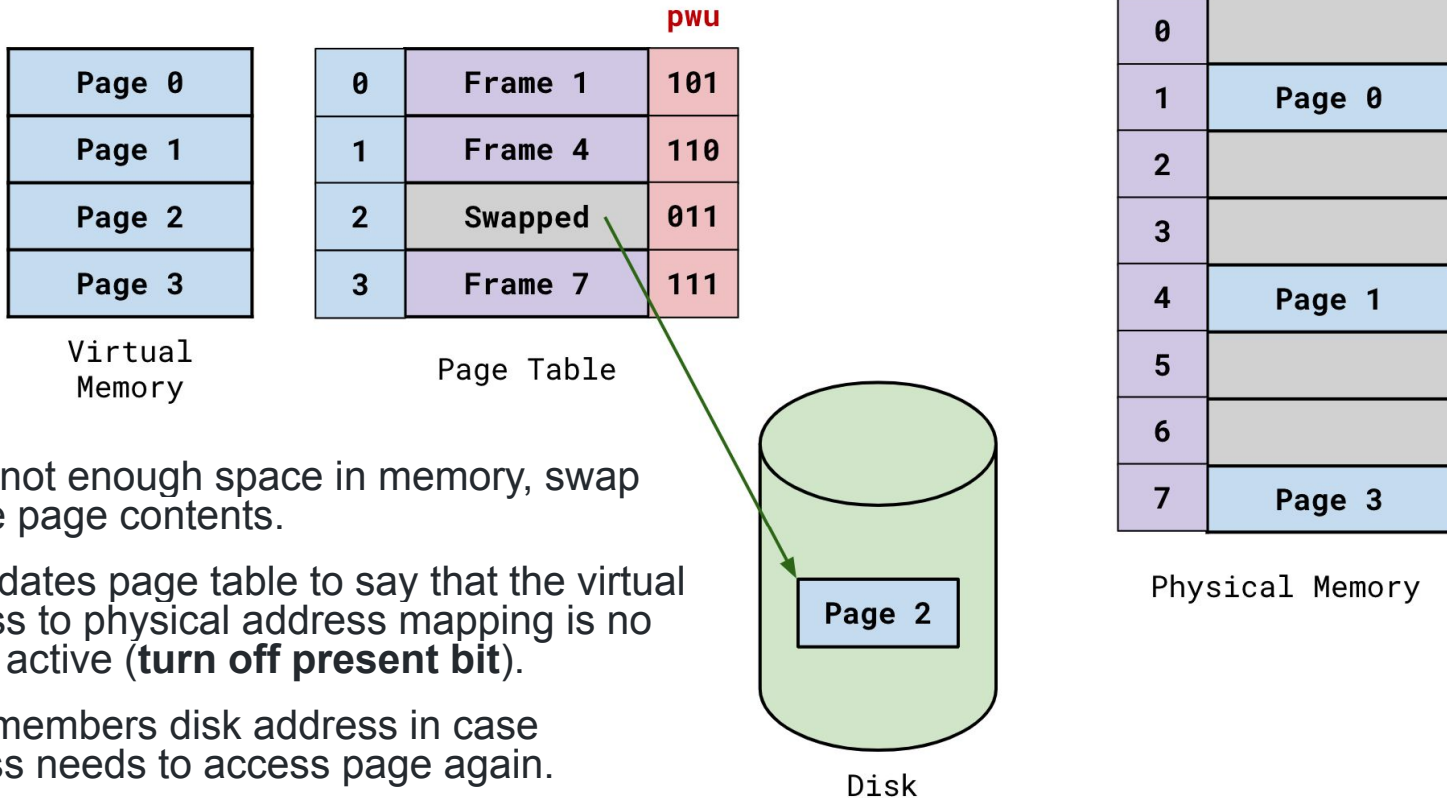 pwu
Page 0
Page 1
Page 2
Page 3
Virtual
Memory
0 Frame 1 101
1 Frame 4 110
2 Swapped 011
3 Frame 7 111
Page Table
0
1 Page 0
2
3
4 Page 1
5
6
7 Page 3
Physical Memory
not enough space in memory, swap
page contents.
page table to say that the virtual
to physical address mapping is no
active (turn off present bit).
disk address in case
needs to access page again.
Page 2
Disk